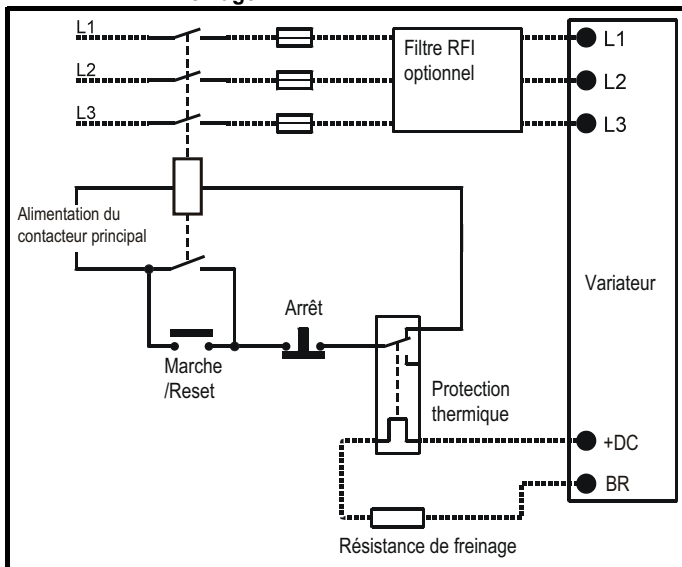 L1
L2
L3
Filtre RFI
optionnel
L1
L2
L3
Alimentation du
contacteur principal
Variateur
Arrêt
Marche
/Reset
Protection
thermique
+DC
BR
Résistance de freinage